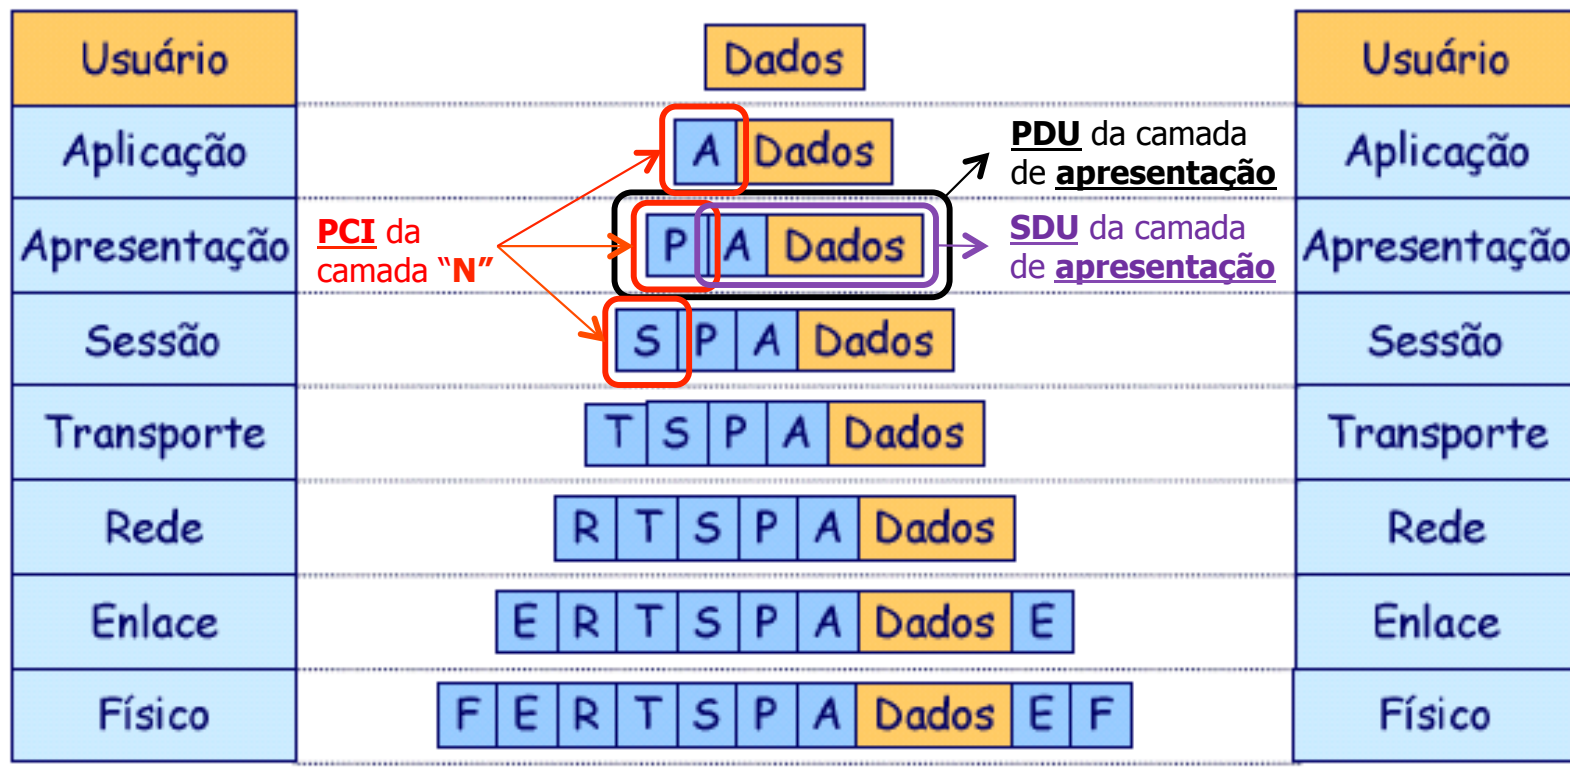 Usuário
Dados
Usuário
Aplicação
A Dados
PDU da camada
de apresentação
Aplicação
Apresentação
PCI da
camada “N”
P A Dados
SDU da camada
de apresentação
Apresentação
Sessão
S P A Dados
Sessão
Transporte
T S P A Dados
Transporte
Rede
R T S P A Dados
Rede
Enlace
E R T S P A Dados E
Enlace
Físico
F E R T S P A Dados E F
Físico